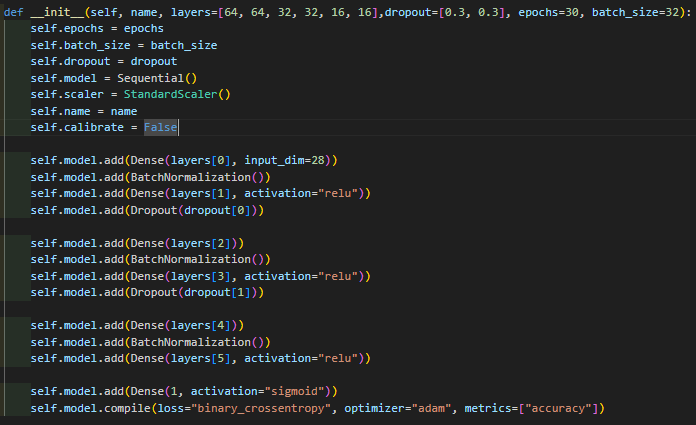 def __init__(self, name, layers=[64, 64, 32, 32, 16, 16],dropout=[0.3, 0.3], epochs=30, batch_size=32):
self.epochs = epochs
self.batch_size = batch_size
self.dropout = dropout
self.model = Sequential()
self.scaler = StandardScaler()
self.name = name
self.calibrate = False
self.model.add(Dense(layers[0], input_dim=28))
self.model.add(BatchNormalization())
self.model.add(Dense(layers[1], activation="relu"))
self.model.add(Dropout(dropout[0]))
self.model.add(Dense(layers[2]))
self.model.add(BatchNormalization())
self.model.add(Dense(layers[3], activation="relu"))
self.model.add(Dropout(dropout[1]))
self.model.add(Dense(layers[4]))
self.model.add(BatchNormalization())
self.model.add(Dense(layers[5], activation="relu"))
self.model.add(Dense(1, activation="sigmoid"))
self.model.compile(loss="binary_crossentropy", optimizer="adam", metrics=["accuracy"])